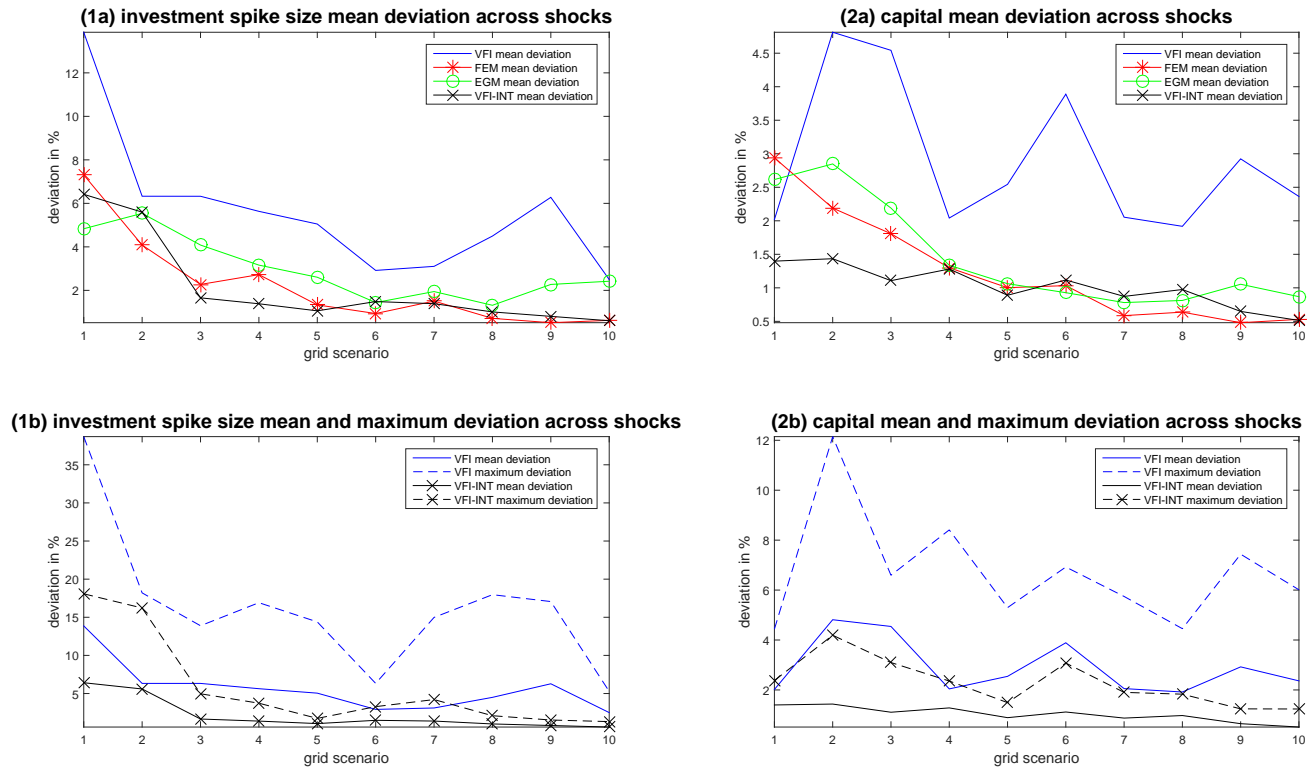 (1a) investment spike size mean deviation across shocks
deviation in %
12
10
8
6
4
2
VFI mean deviation
FEM mean deviation
EGM mean deviation
VFI-INT mean deviation
1 2 3 4 5 6 7 8 9 10
grid scenario
(2a) capital mean deviation across shocks
deviation in %
4.5
4
3.5
3
2.5
2
1.5
1
0.5
VFI mean deviation
FEM mean deviation
EGM mean deviation
VFI-INT mean deviation
1 2 3 4 5 6 7 8 9 10
grid scenario
(1b) investment spike size mean and maximum deviation across shocks
deviation in %
35
30
25
20
15
10
5
VFI mean deviation
VFI maximum deviation
VFI-INT mean deviation
VFI-INT maximum deviation
1 2 3 4 5 6 7 8 9 10
grid scenario
(2b) capital mean and maximum deviation across shocks
deviation in %
12
10
8
6
4
2
VFI mean deviation
VFI maximum deviation
VFI-INT mean deviation
VFI-INT maximum deviation
1 2 3 4 5 6 7 8 9 10
grid scenario